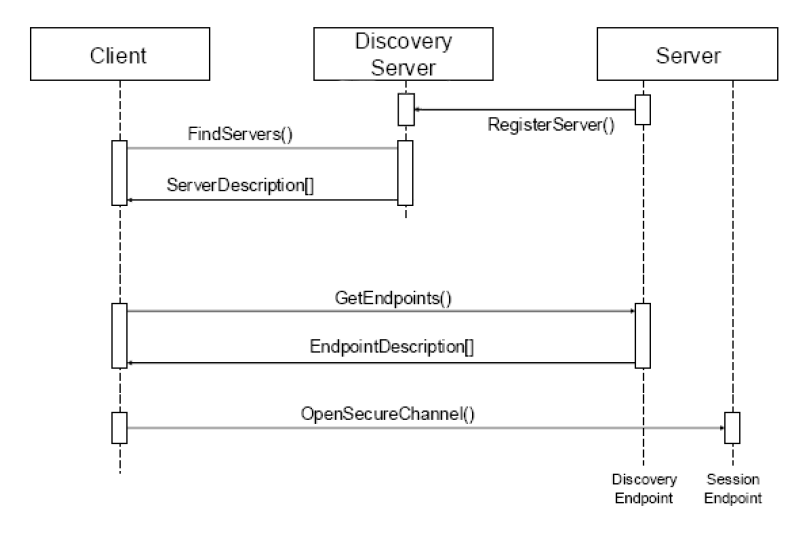 Client
Discovery
Server
Server
RegisterServer()
FindServers()
ServerDescription[]
GetEndpoints()
EndpointDescription[]
OpenSecureChannel()
Discovery
Endpoint
Session
Endpoint